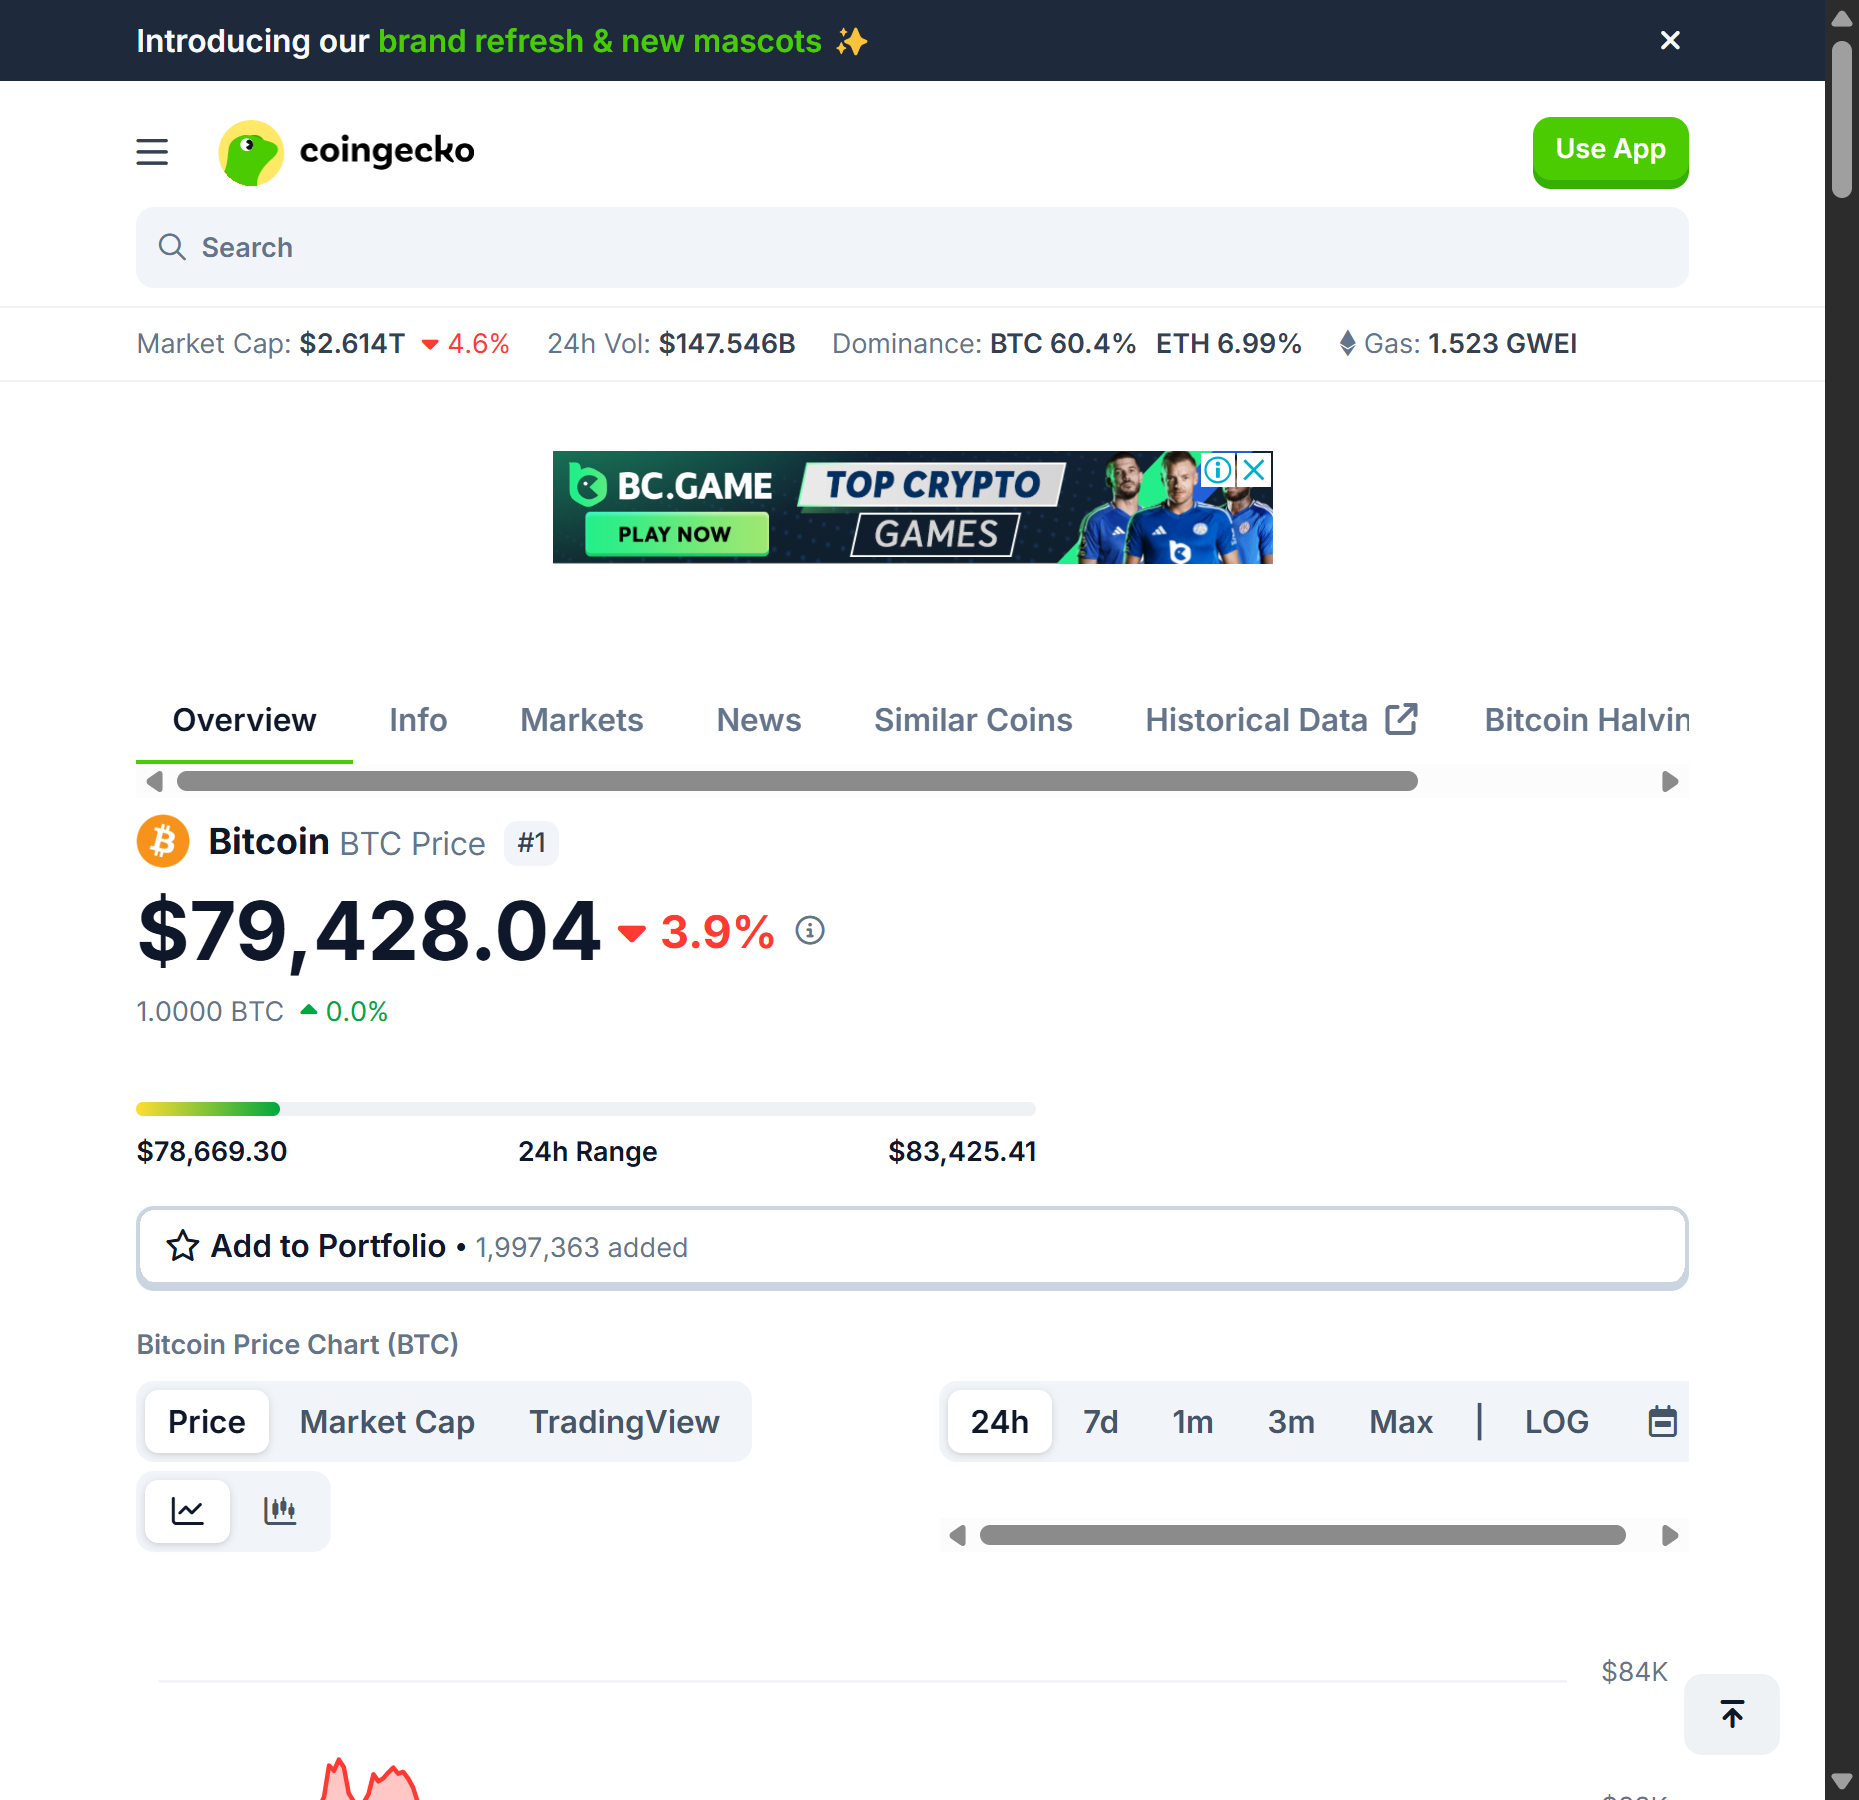 Introducing our brand refresh & new mascots ✨
coingecko
Use App
Search
Market Cap: $2.614T 4.6% 24h Vol: $147.546B Dominance: BTC 60.4% ETH 6.99% Gas: 1.523 GWEI
BC.GAME
PLAY NOW
TOP CRYPTO
GAMES
Overview Info Markets News Similar Coins Historical Data Bitcoin Halvin
Bitcoin BTC Price #1
$79,428.04 3.9%
1.0000 BTC 0.0%
$78,669.30 24h Range $83,425.41
Add to Portfolio • 1,997,363 added
Bitcoin Price Chart (BTC)
Price Market Cap TradingView
24h 7d 1m 3m Max | LOG
$84K